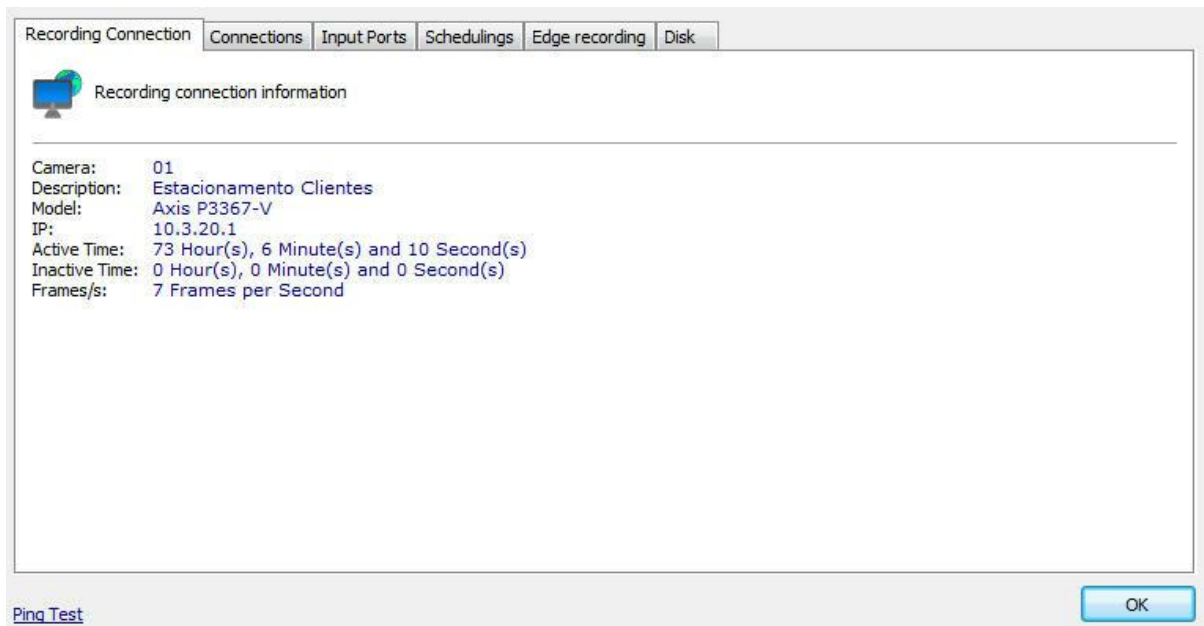 Recording Connection Connections Input Ports Schedulings Edge recording Disk
Recording connection information
Camera: 01
Description: Estacionamento Clientes
Model: Axis P3367-V
IP: 10.3.20.1
Active Time: 73 Hour(s), 6 Minute(s) and 10 Second(s)
Inactive Time: 0 Hour(s), 0 Minute(s) and 0 Second(s)
Frames/s: 7 Frames per Second
OK
Ping Test